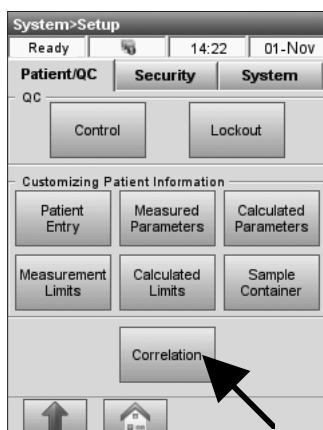 System>Setup
Ready 14:22 01-Nov
Patient/QC Security System
QC
Control Lockout
Customizing Patient Information
Patient Entry Measured Parameters Calculated Parameters
Measurement Limits Calculated Limits Sample Container
Correlation